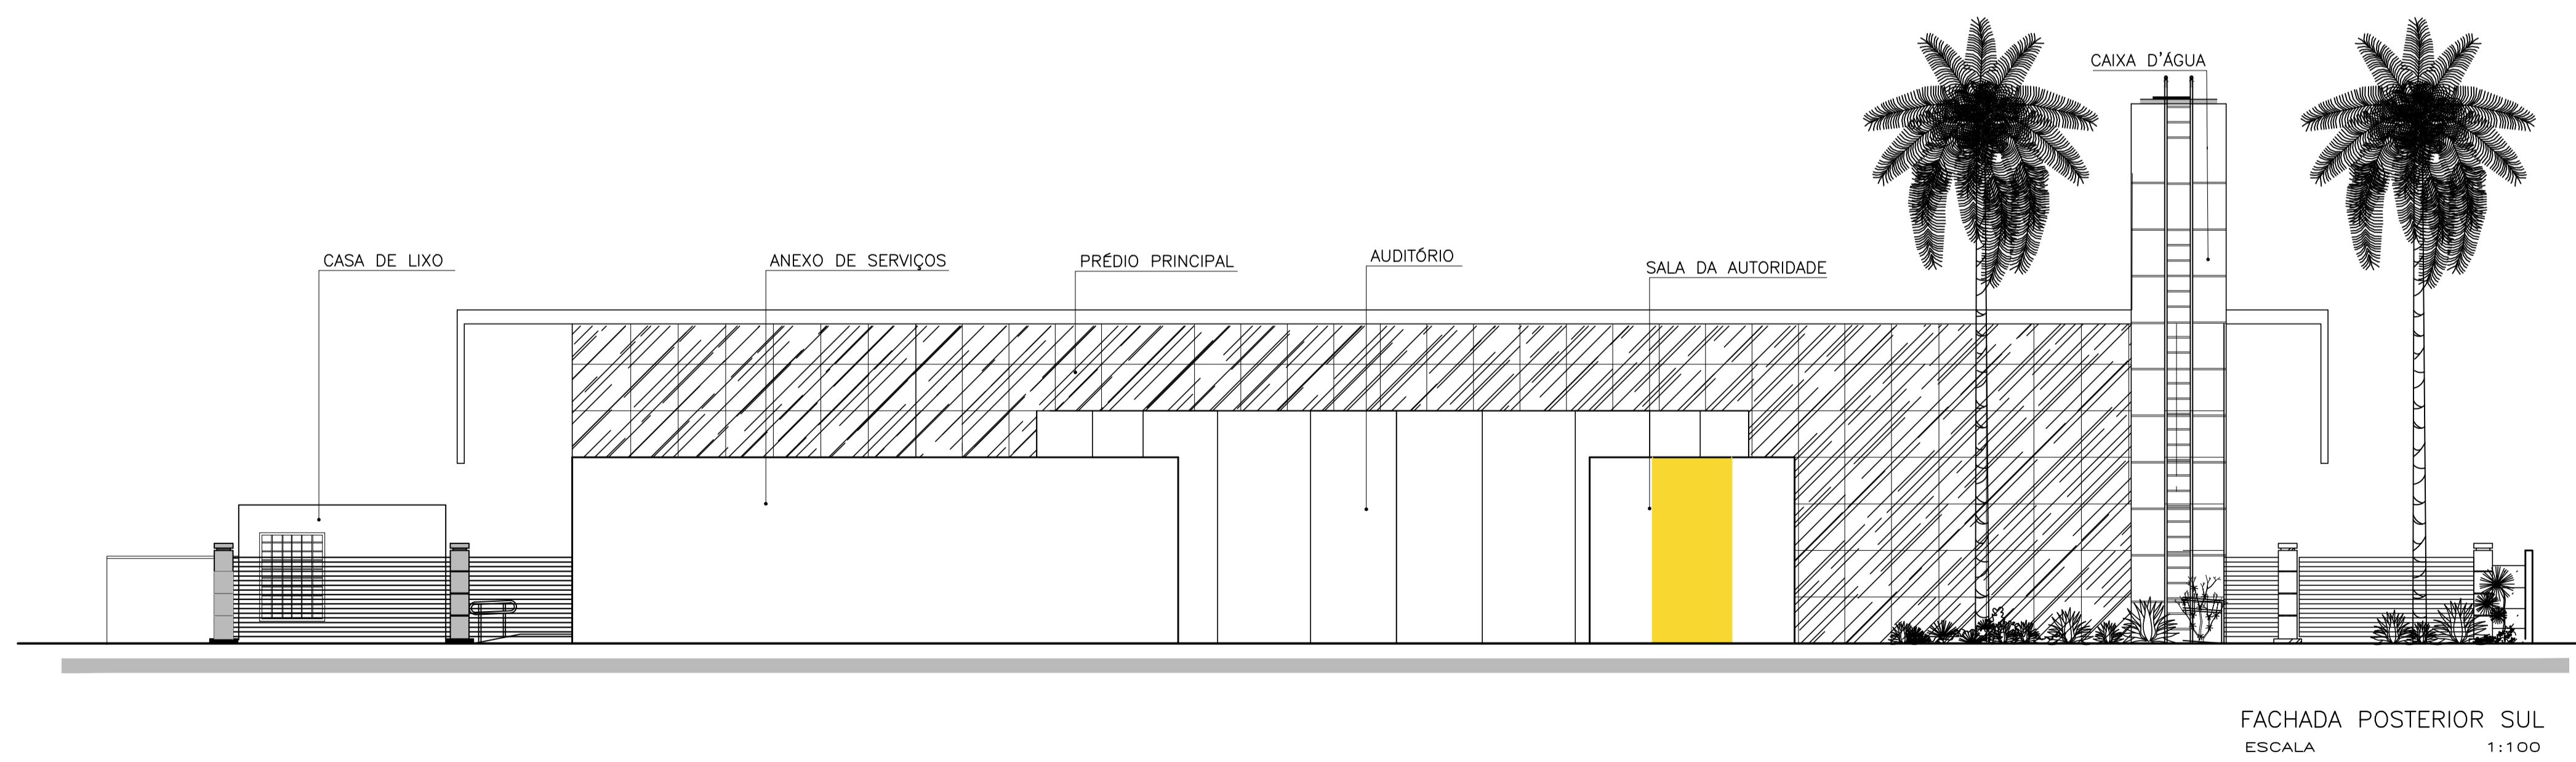 CAIXA D'ÁGUA
CASA DE LIXO
ANEXO DE SERVIÇOS
PRÉDIO PRINCIPAL
AUDITÓRIO
SALA DA AUTORIDADE
FACHADA POSTERIOR SUL
ESCALA 1:100